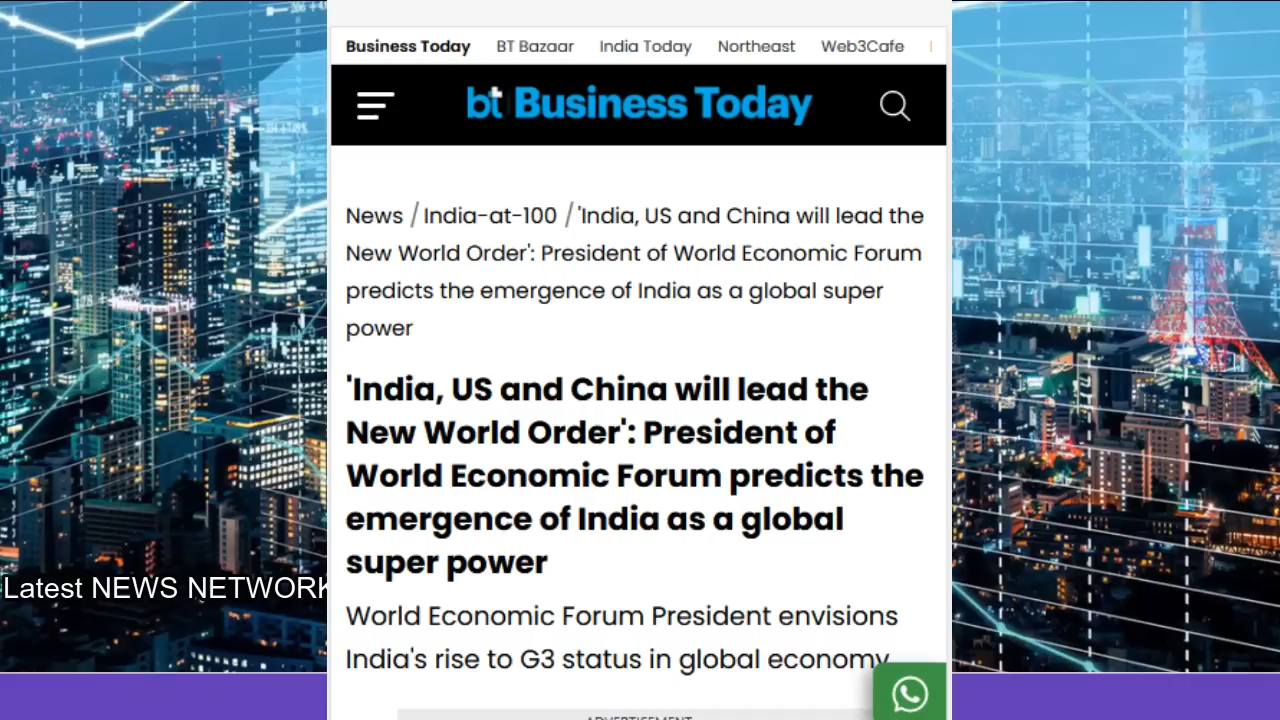 Business Today BT Bazaar India Today Northeast Web3Cafe
bt Business Today
News / India-at-100 / 'India, US and China will lead the
New World Order': President of World Economic Forum
predicts the emergence of India as a global super
power
'India, US and China will lead the
New World Order': President of
World Economic Forum predicts the
emergence of India as a global
super power
Latest NEWS NETWORK
World Economic Forum President envisions
India's rise to G3 status in global economy
ADVERTISEMENT